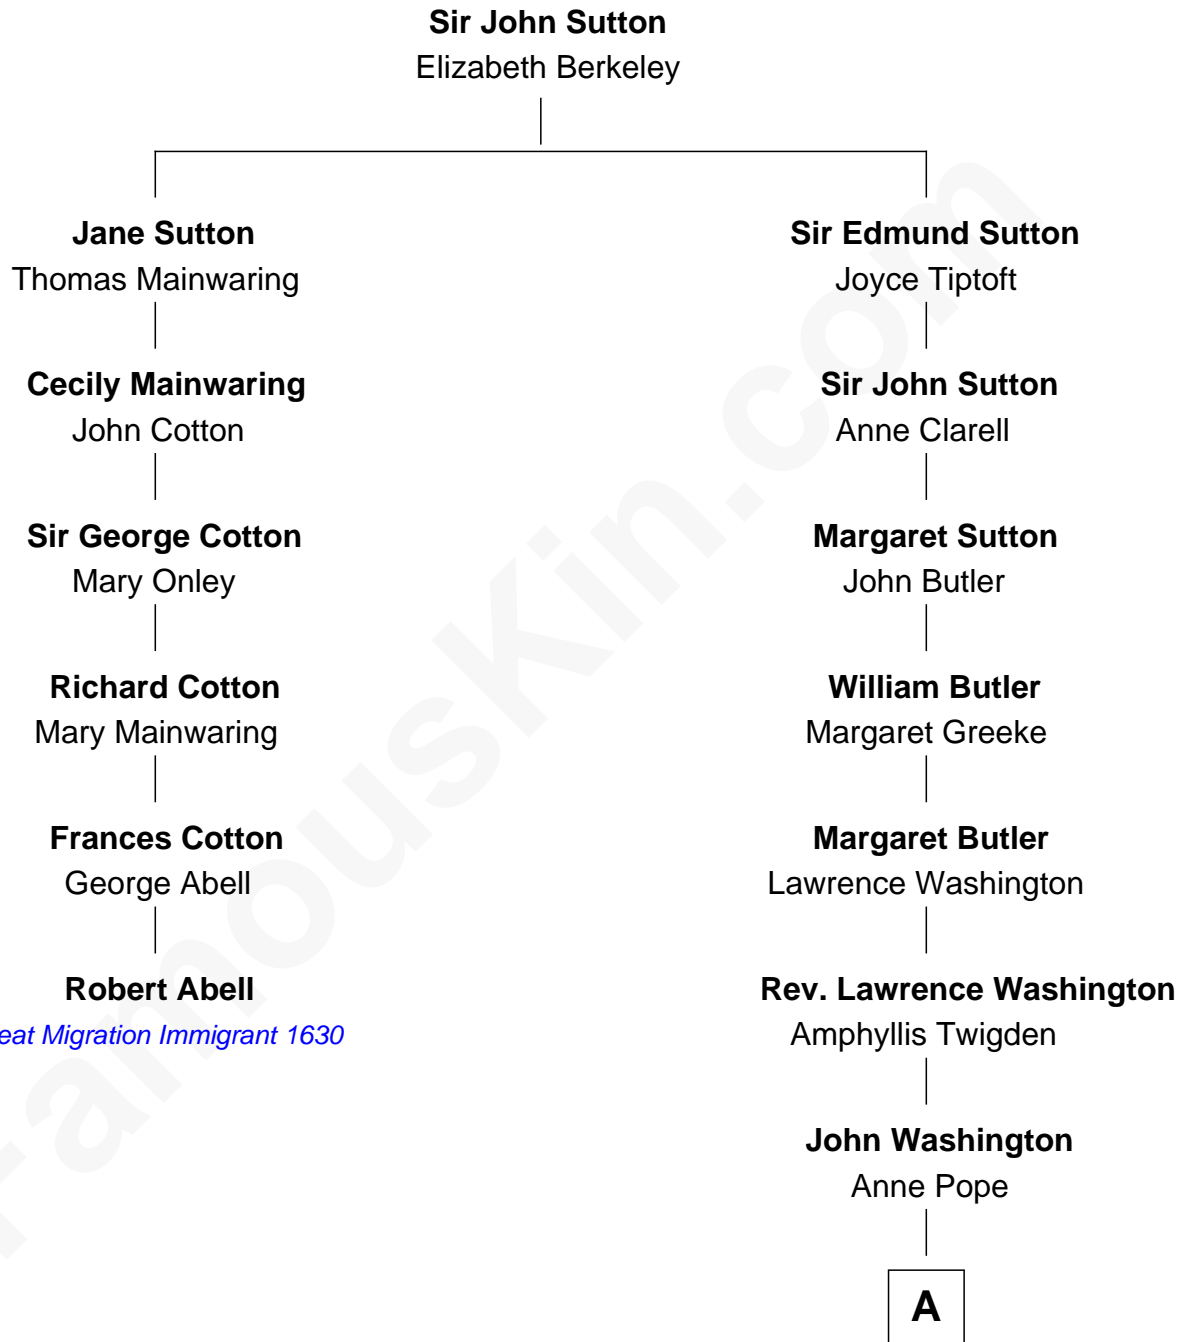 Sir John Sutton
Elizabeth Berkeley
Jane Sutton
Thomas Mainwaring
Sir Edmund Sutton
Joyce Tiptoft
Cecily Mainwaring
John Cotton
Sir John Sutton
Anne Clarell
Sir George Cotton
Mary Onley
Margaret Sutton
John Butler
Richard Cotton
Mary Mainwaring
William Butler
Margaret Greeke
Frances Cotton
George Abell
Margaret Butler
Lawrence Washington
Robert Abell
eat Migration Immigrant 1630
Rev. Lawrence Washington
Amphyllis Twigden
John Washington
Anne Pope
A
FamousKin.com